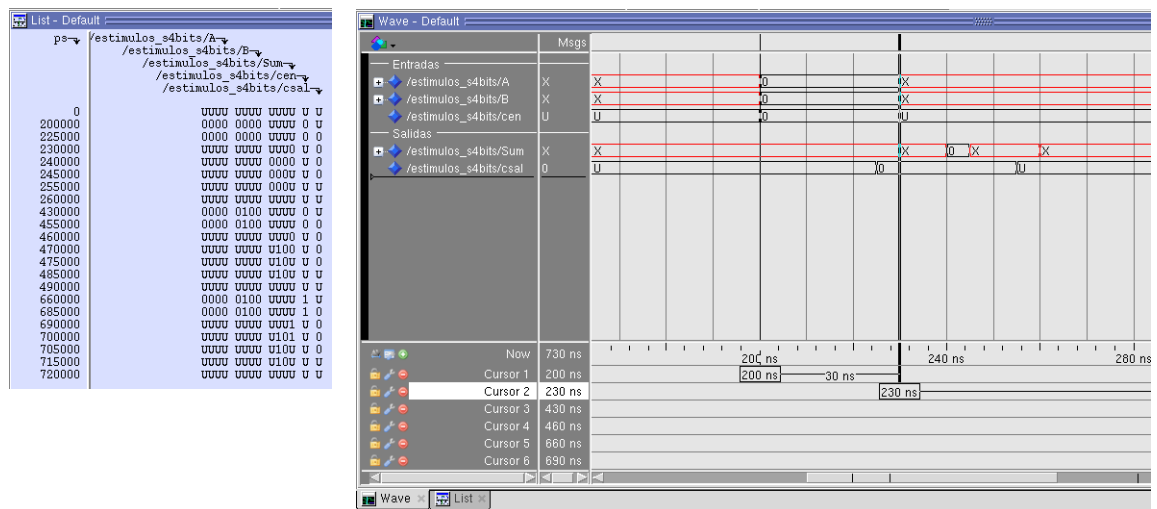 List - Default
ps /estimulos_s4bits/A
/estimulos_s4bits/B
/estimulos_s4bits/Sum
/estimulos_s4bits/cen
/estimulos_s4bits/csal
0 UUUU UUUU UUUU U U
200000 0000 0000 UUUU 0 U
225000 0000 0000 UUUU 0 0
230000 UUUU UUUU UUU0 U 0
240000 UUUU UUUU 0000 U 0
245000 UUUU UUUU 000U U 0
255000 UUUU UUUU 000U U U
260000 UUUU UUUU UUUU U U
430000 0000 0100 UUUU 0 U
455000 0000 0100 UUUU 0 0
460000 UUUU UUUU UUU0 U 0
470000 UUUU UUUU U100 U 0
475000 UUUU UUUU U10U U 0
485000 UUUU UUUU U10U U U
490000 UUUU UUUU UUUU U U
660000 0000 0100 UUUU 1 U
685000 0000 0100 UUUU 1 0
690000 UUUU UUUU UUU1 U 0
700000 UUUU UUUU U101 U 0
705000 UUUU UUUU U10U U 0
715000 UUUU UUUU U10U U U
720000 UUUU UUUU UUUU U U
Wave - Default
Msgs
Entradas
/estimulos_s4bits/A X X 0 X
/estimulos_s4bits/B X X 0 X
/estimulos_s4bits/cen U U 0 U
Salidas
/estimulos_s4bits/Sum X X X 0 X X
/estimulos_s4bits/csal 0 U 0 U
Now 730 ns 200 ns 240 ns 280 ns
Cursor 1 200 ns 200 ns 30 ns
Cursor 2 230 ns 230 ns
Cursor 3 430 ns
Cursor 4 460 ns
Cursor 5 660 ns
Cursor 6 690 ns
Wave List